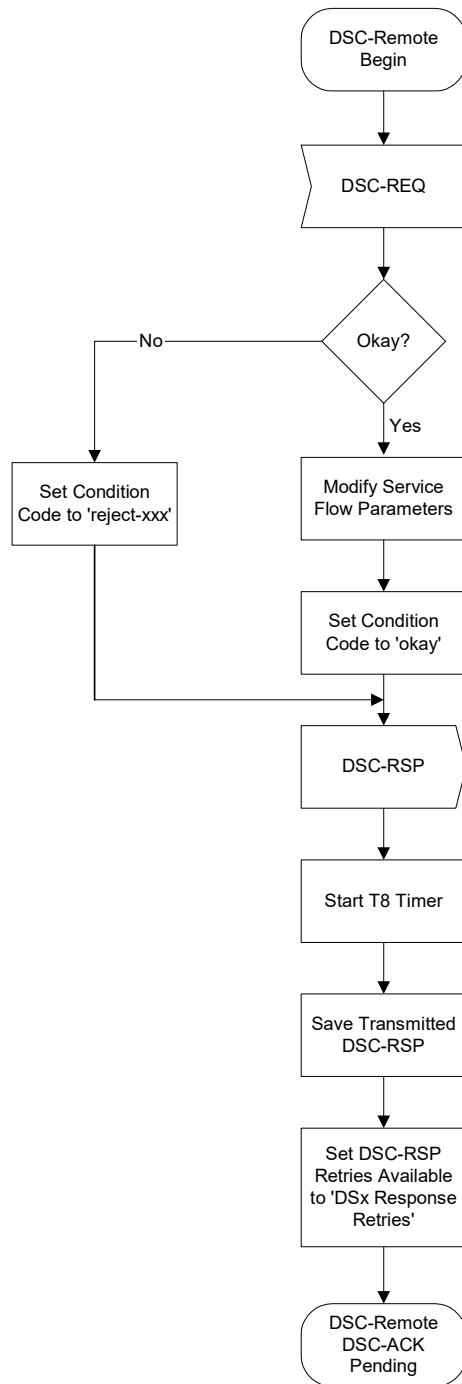 DSC-Remote
Begin
DSC-REQ
Okay?
No
Yes
Set Condition
Code to 'reject-xxx'
Modify Service
Flow Parameters
Set Condition
Code to 'okay'
DSC-RSP
Start T8 Timer
Save Transmitted
DSC-RSP
Set DSC-RSP
Retries Available
to 'DSx Response
Retries'
DSC-Remote
DSC-ACK
Pending